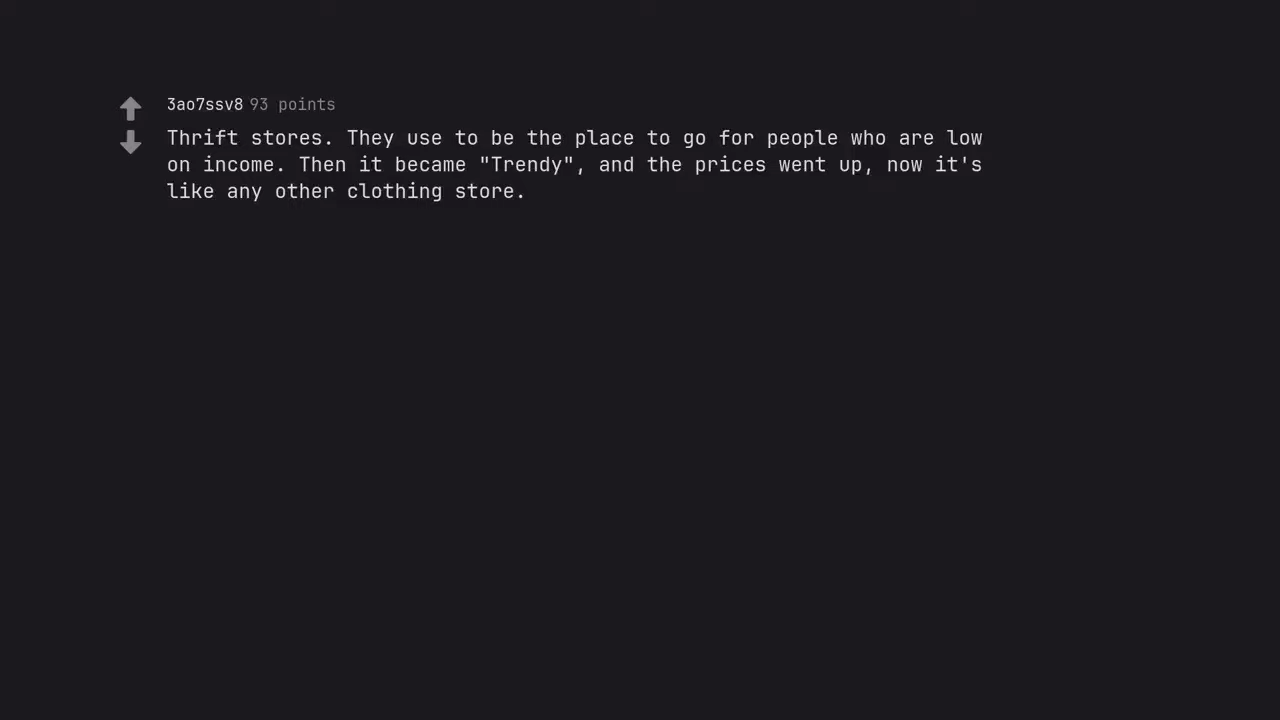 3ao7ssv8 93 points
Thrift stores. They use to be the place to go for people who are low
on income. Then it became "Trendy", and the prices went up, now it's
like any other clothing store.